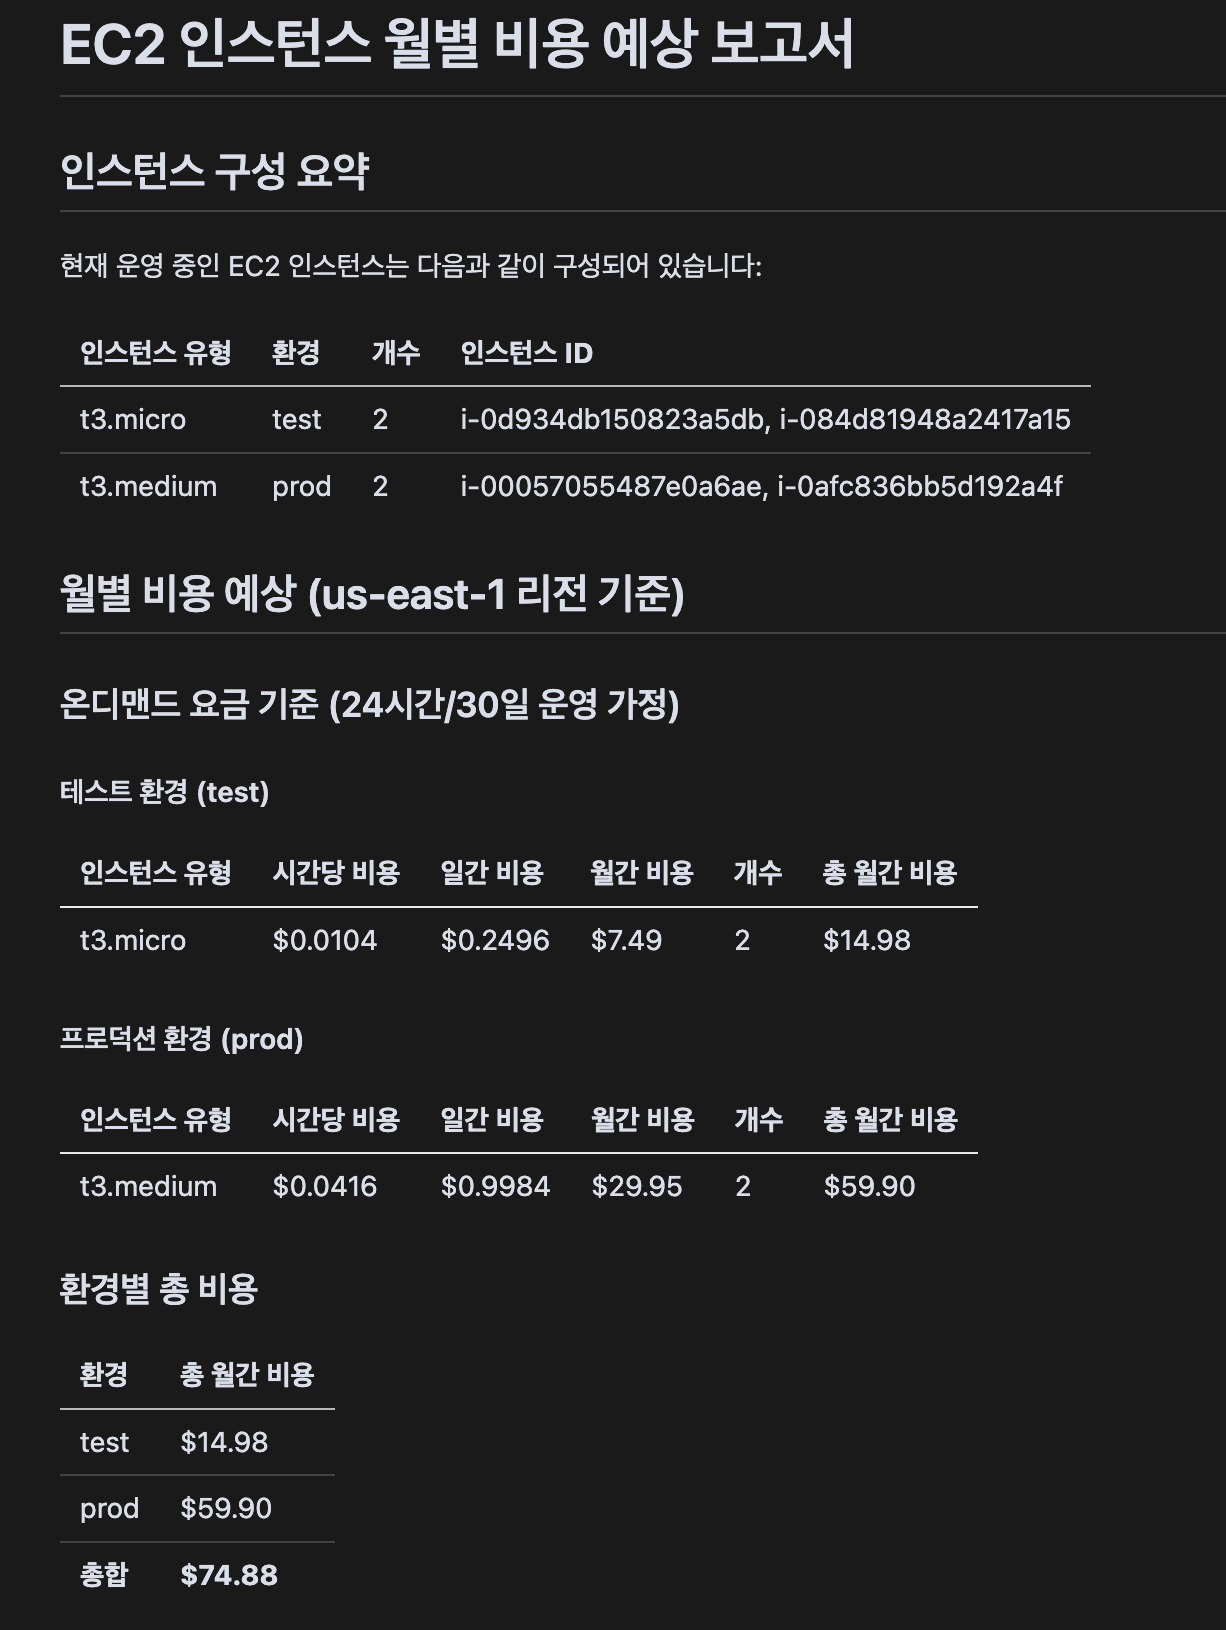 EC2 인스턴스 월별 비용 예상 보고서
인스턴스 구성 요약
현재 운영 중인 EC2 인스턴스는 다음과 같이 구성되어 있습니다:
인스턴스 유형 환경 개수 인스턴스 ID
t3.micro test 2 i-0d934db150823a5db, i-084d81948a2417a15
t3.medium prod 2 i-00057055487e0a6ae, i-0afc836bb5d192a4f
월별 비용 예상 (us-east-1 리전 기준)
온디맨드 요금 기준 (24시간/30일 운영 가정)
테스트 환경 (test)
인스턴스 유형 시간당 비용 일간 비용 월간 비용 개수 총 월간 비용
t3.micro $0.0104 $0.2496 $7.49 2 $14.98
프로덕션 환경 (prod)
인스턴스 유형 시간당 비용 일간 비용 월간 비용 개수 총 월간 비용
t3.medium $0.0416 $0.9984 $29.95 2 $59.90
환경별 총 비용
환경 총 월간 비용
test $14.98
prod $59.90
총합 $74.88